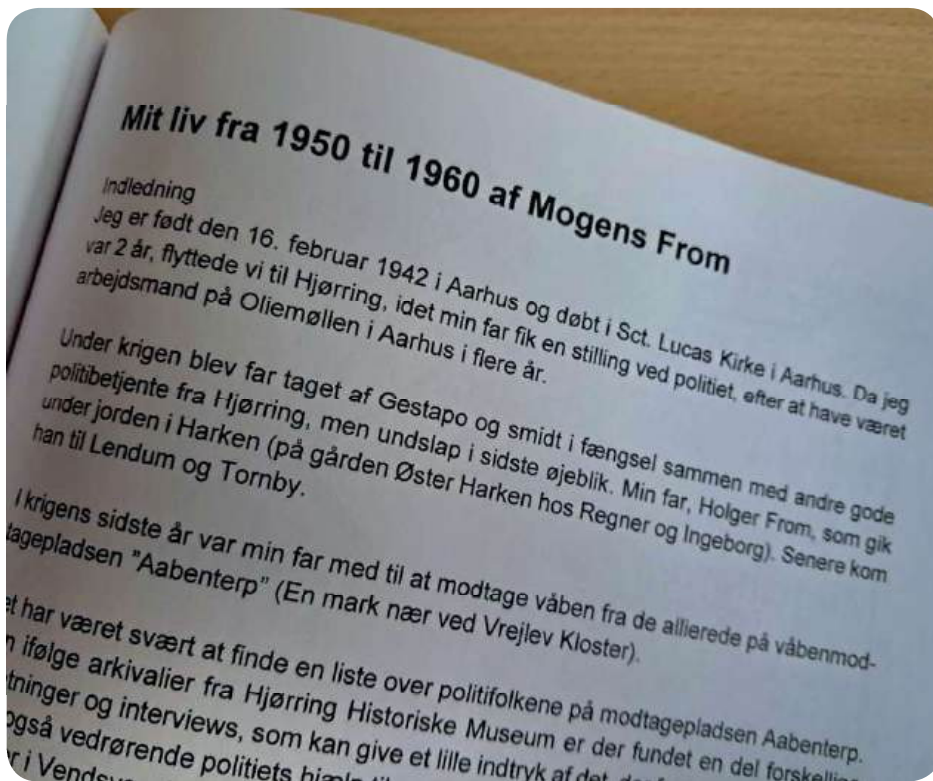 Mit liv fra 1950 til 1960 af Mogens From
Indledning
Jeg er født den 16. februar 1942 i Aarhus og døbt i Sct. Lucas Kirke i Aarhus. Da jeg
var 2 år, flyttede vi til Hjørring, idet min far fik en stilling ved politiet, efter at have været
arbejdsmand på Oliemøllen i Aarhus i flere år.
Under krigen blev far taget af Gestapo og smidt i fængsel sammen med andre gode
politibetjente fra Hjørring, men undslap i sidste øjeblik. Min far, Holger From, som gik
under jorden i Harken (på gården Øster Harken hos Regner og Ingeborg). Senere kom
han til Lendum og Tornby.
I krigens sidste år var min far med til at modtage våben fra de allierede på våbenmod-
tagepladsen "Aabenterp" (En mark nær ved Vrejlev Kloster).
har været svært at finde en liste over politifolkene på modtagepladsen Aabenterp.
ifølge arkivalier fra Hjørring Historiske Museum er der fundet en del
og interviews, som kan give et lille indtryk af det,
også vedrørende politiets
i